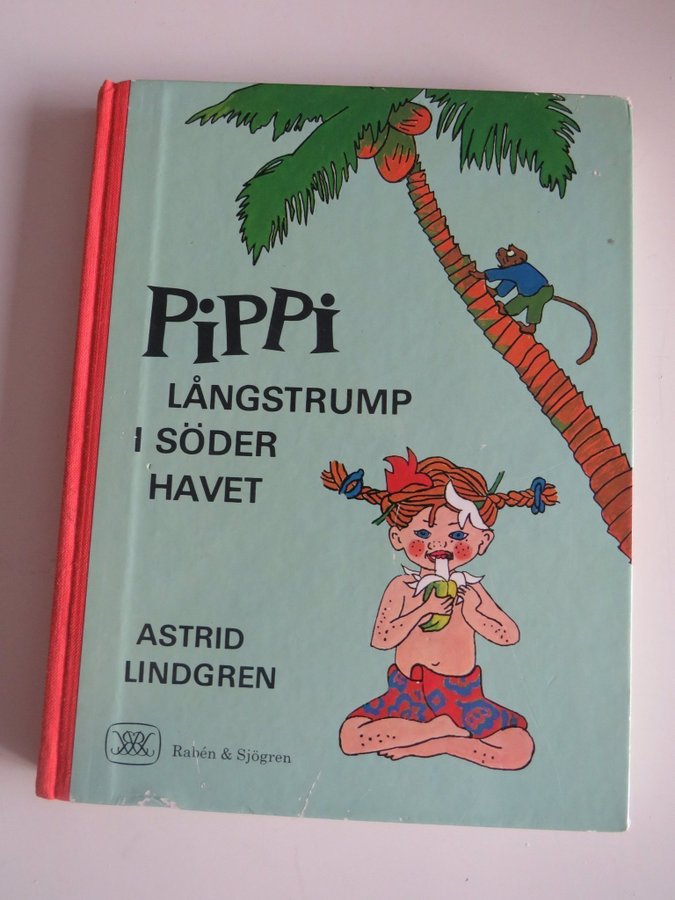 PiPPi
LÅNGSTRUMP
I SÖDER
HAVET
ASTRID
LINDGREN
Rabén & Sjögren